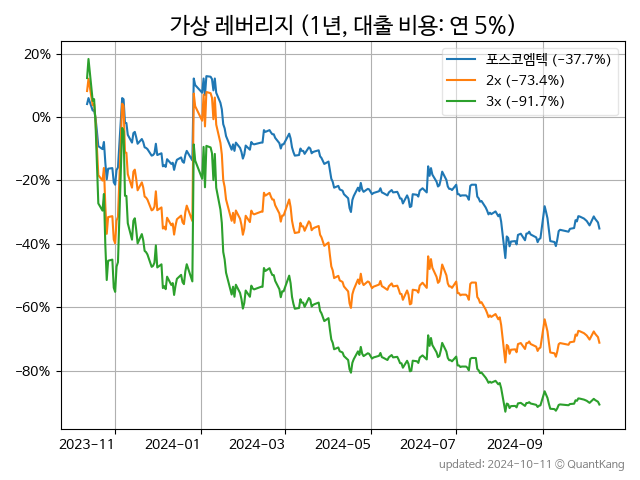 가상 레버리지 (1년, 대출 비용: 연 5%)
포스코엠텍 (−37.7%)
2x (−73.4%)
3x (−91.7%)
20%
0%
−20%
−40%
−60%
−80%
2023-11 2024-01 2024-03 2024-05 2024-07 2024-09
updated: 2024-10-11 © QuantKang